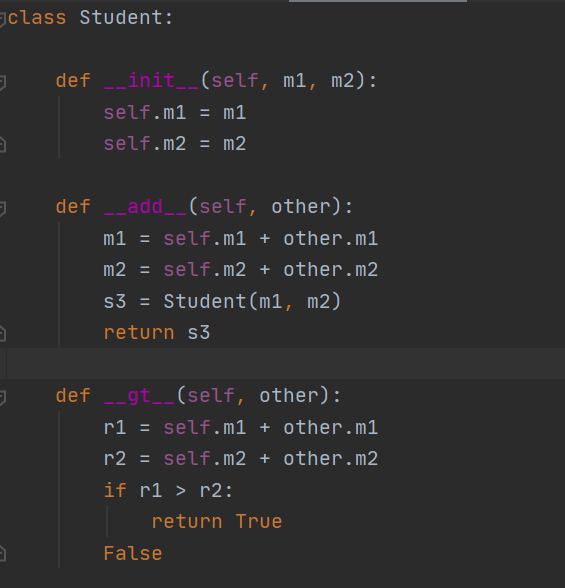 class Student:
def __init__(self, m1, m2):
self.m1 = m1
self.m2 = m2
def __add__(self, other):
m1 = self.m1 + other.m1
m2 = self.m2 + other.m2
s3 = Student(m1, m2)
return s3
def __gt__(self, other):
r1 = self.m1 + other.m1
r2 = self.m2 + other.m2
if r1 > r2:
return True
False